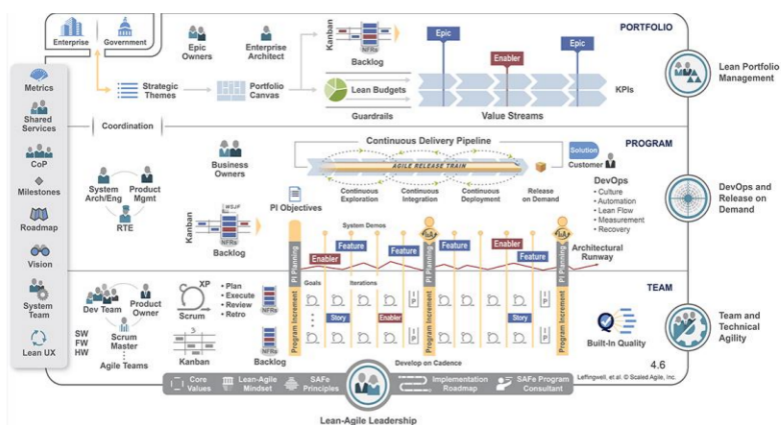 Enterprise
Government
Epic
Owners
Enterprise
Architect
Kanban
NFRs
Backlog
Epic
Enabler
Epic
PORTFOLIO
Lean Portfolio
Management
Strategic
Themes
Portfolio
Canvas
Lean Budgets
Guardrails
Value Streams
KPIs
Metrics
Shared
Services
CoP
Milestones
Roadmap
Vision
System
Team
Lean UX
Coordination
Continuous Delivery Pipeline
AGILE RELEASE TRAIN
Continuous
Exploration
Continuous
Integration
Continuous
Deployment
Release
on Demand
Solution
Customer
PROGRAM
DevOps
• Culture
• Automation
• Lean Flow
• Measurement
• Recovery
DevOps and
Release on
Demand
Business
Owners
System
Arch/Eng
Product
Mgmt
RTE
Kanban
WSJF
NFRs
Backlog
PI Objectives
System Demos
PI Planning
Enabler
Feature
Feature
PI Planning
Feature
Enabler
Feature
PI Planning
Architectural
Runway
TEAM
Dev Team
Product
Owner
Scrum
Master
Agile Teams
SW
FW
HW
XP
Scrum
• Plan
• Execute
• Review
• Retro
Kanban
NFRs
NFRs
Backlog
Program Increment
Goals
Iterations
Story
Enabler
Program Increment
Story
Program Increment
I P
I P
Develop on Cadence
Built-In Quality
Team and
Technical
Agility
4.6
Leffingwell, et al. © Scaled Agile, Inc.
Core
Values
Lean-Agile
Mindset
SAFe
Principles
Implementation
Roadmap
SAFe Program
Consultant
Lean-Agile Leadership